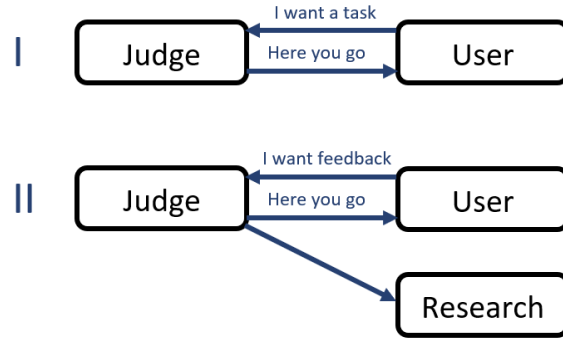 I
Judge
I want a task
Here you go
User
II
Judge
I want feedback
Here you go
User
Research